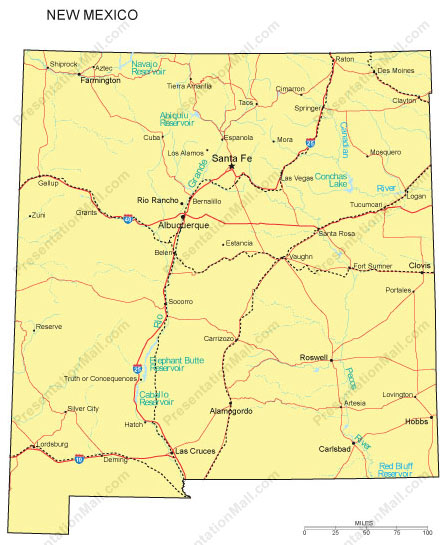 NEW MEXICO
Shiprock
Aztec
Farmington
Navajo
Reservoir
Raton
Des Moines
Tierra Amarilla
Cimarron
Taos
Springer
Clayton
Abiqiulu
Reservoir
Cuba
Espanola
Mora
25
Canadian
Los Alamos
Santa Fe
Mosquero
Grande
Las Vegas
Conchas
Lake
River
Gallup
Logan
Rio Rancho
Bernalillo
Tucumcari
Zuni
Grants
40
Albuquerque
Santa Rosa
Estancia
Belen
Vaughn
Fort Sumner
Clovis
Portales
Socorro
Rio
Reserve
Carrizozo
Elephant Butte
Reservoir
25
Roswell
Truth or Concequences
Pecos
Caballo
Reservoir
Silver City
Alamogordo
Artesia
Lovington
Hobbs
Hatch
Lordsburg
10
Deming
Las Cruces
Carlsbad
River
Red Bluff
Reservoir
MILES
0
50
100
PresentationMall.com